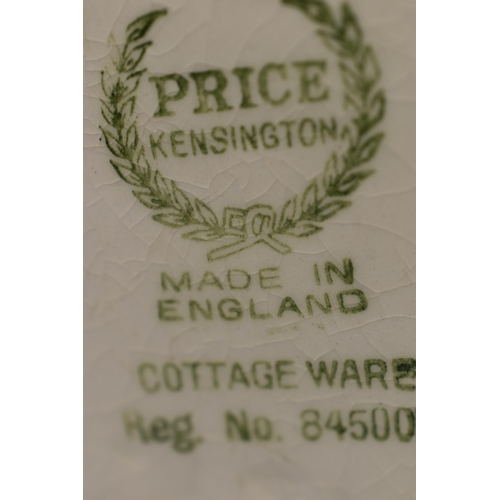 PRICE
KENSINGTON
MADE IN
ENGLAND
COTTAGE WARE
Reg. No. 84500